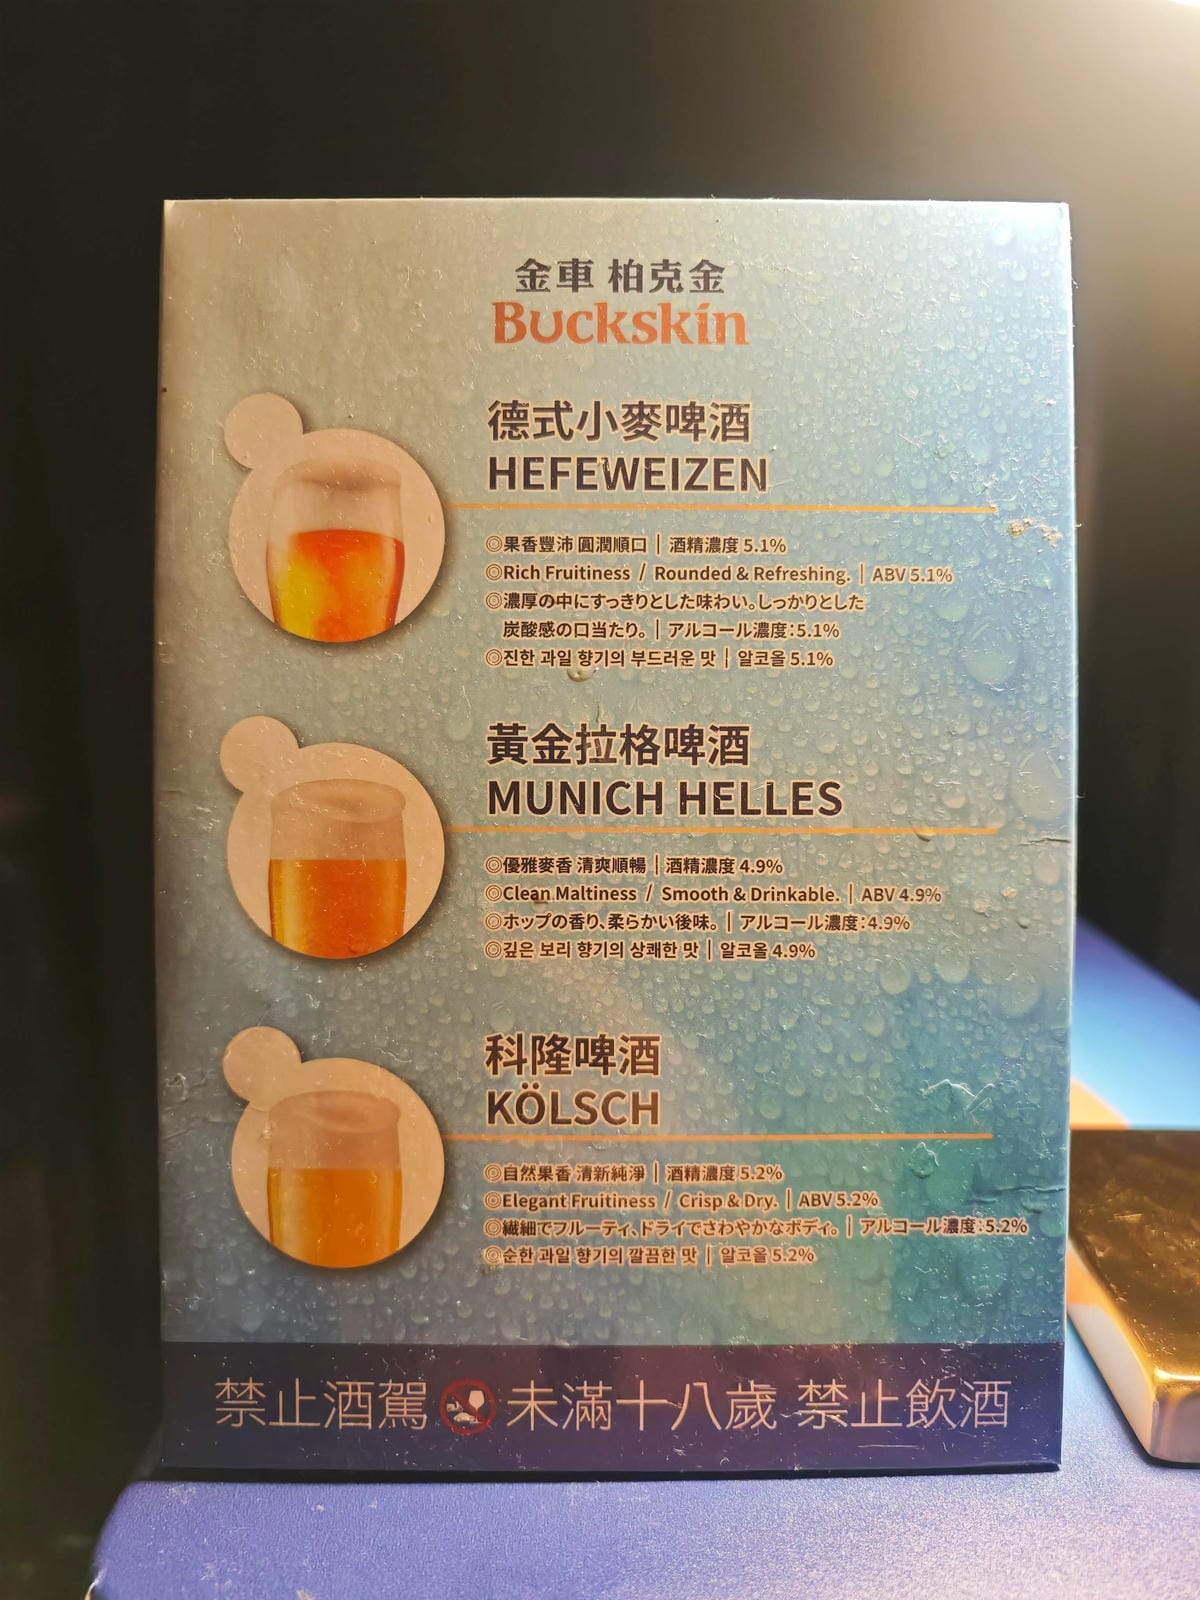 金車 柏克金
Buckskin
德式小麥啤酒
HEFEWEIZEN
◎果香豐沛 圓潤順口｜酒精濃度 5.1%
◎Rich Fruitiness / Rounded & Refreshing.｜ABV 5.1%
◎濃厚の中にすっきりとした味わい。しっかりとした
炭酸感の口当たり。｜アルコール濃度：5.1%
◎진한 과일 향기의 부드러운 맛｜알코올 5.1%
黃金拉格啤酒
MUNICH HELLES
◎優雅麥香 清爽順暢｜酒精濃度 4.9%
◎Clean Maltiness / Smooth & Drinkable.｜ABV 4.9%
◎ホップの香り、柔らかい後味。｜アルコール濃度：4.9%
◎깊은 보리 향기의 상쾌한 맛｜알코올 4.9%
科隆啤酒
KÖLSCH
◎自然果香 清新純淨｜酒精濃度 5.2%
◎Elegant Fruitiness / Crisp & Dry.｜ABV 5.2%
◎繊細でフルーティ、ドライでさわやかなボディ。｜アルコール濃度：5.2%
◎순한 과일 향기의 깔끔한 맛｜알코올 5.2%
禁止酒駕 未滿十八歲 禁止飲酒